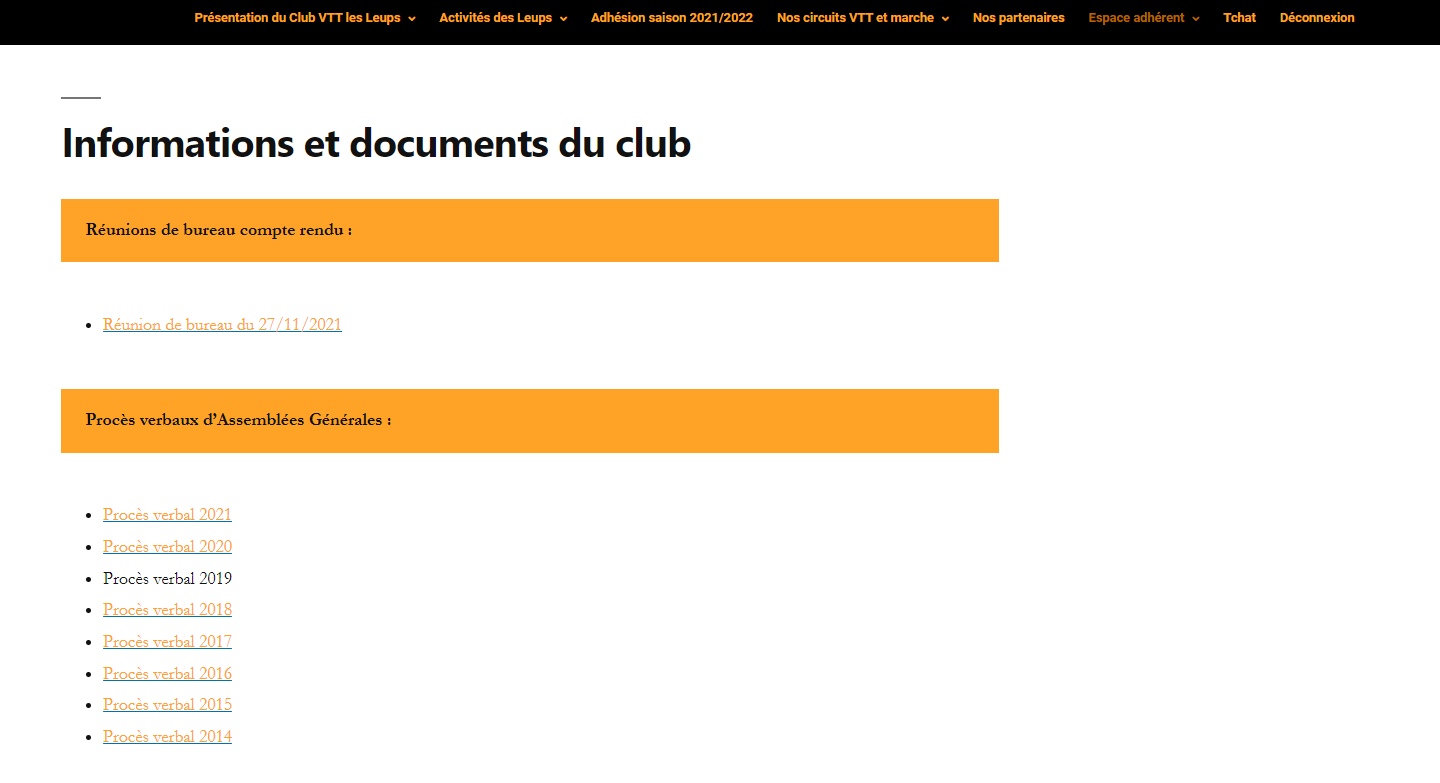 Présentation du Club VTT les Leups Activités des Leups Adhésion saison 2021/2022 Nos circuits VTT et marche Nos partenaires Espace adhérent Tchat Déconnexion
Informations et documents du club
Réunions de bureau compte rendu :
Réunion de bureau du 27/11/2021
Procès verbaux d’Assemblées Générales :
Procès verbal 2021
Procès verbal 2020
Procès verbal 2019
Procès verbal 2018
Procès verbal 2017
Procès verbal 2016
Procès verbal 2015
Procès verbal 2014